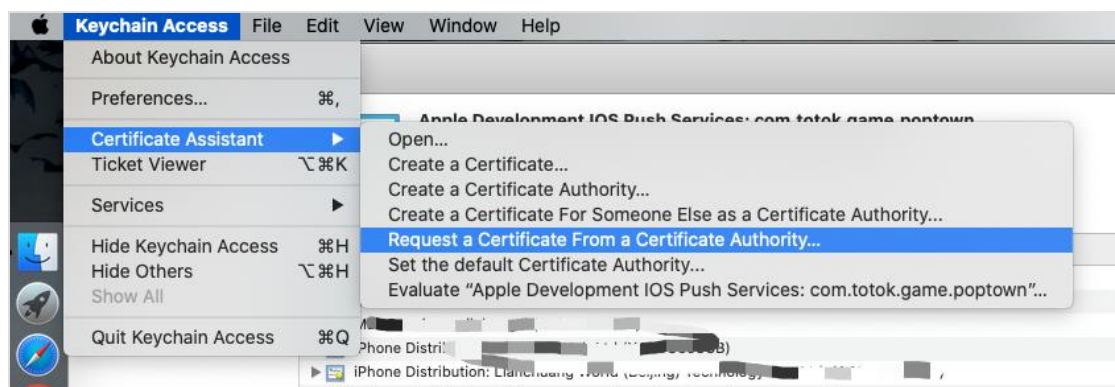 Keychain Access File Edit View Window Help
About Keychain Access
Preferences... ⌘,
Apple Development IOS Push Services: com.totok.game.poptown
Certificate Assistant ▶
Ticket Viewer ⌥⌘K
Services ▶
Hide Keychain Access ⌘H
Hide Others ⌥⌘H
Show All
Quit Keychain Access ⌘Q
Open...
Create a Certificate...
Create a Certificate Authority...
Create a Certificate For Someone Else as a Certificate Authority...
Request a Certificate From a Certificate Authority...
Set the default Certificate Authority...
Evaluate “Apple Development IOS Push Services: com.totok.game.poptown”...
iPhone Distribution: